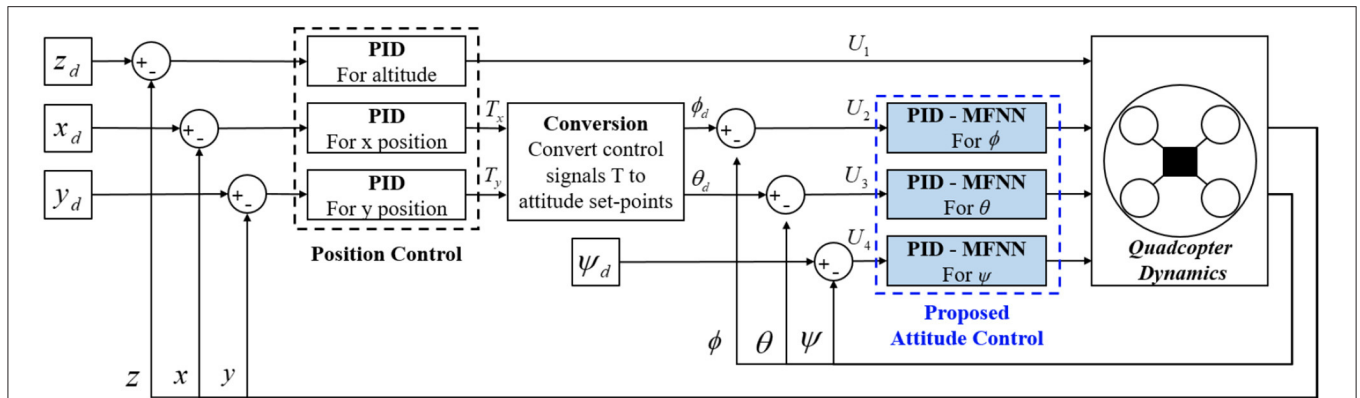 z_d
x_d
y_d
+
-
+
-
+
-
PID
For altitude
PID
For x position
PID
For y position
Position Control
T_x
T_y
Conversion
Convert control
signals T to
attitude set-points
ϕ_d
θ_d
ψ_d
+
-
+
-
+
-
U_1
U_2
U_3
U_4
PID - MFNN
For ϕ
PID - MFNN
For θ
PID - MFNN
For ψ
Proposed
Attitude Control
Quadcopter
Dynamics
ϕ θ ψ
z x y